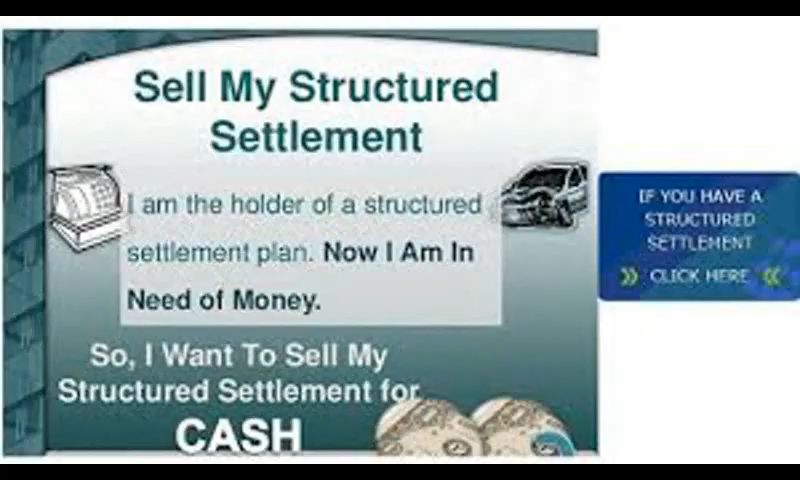 Sell My Structured
Settlement
I am the holder of a structured
settlement plan. Now I Am In
Need of Money.
So, I Want To Sell My
Structured Settlement for
CASH
IF YOU HAVE A
STRUCTURED
SETTLEMENT
» CLICK HERE «